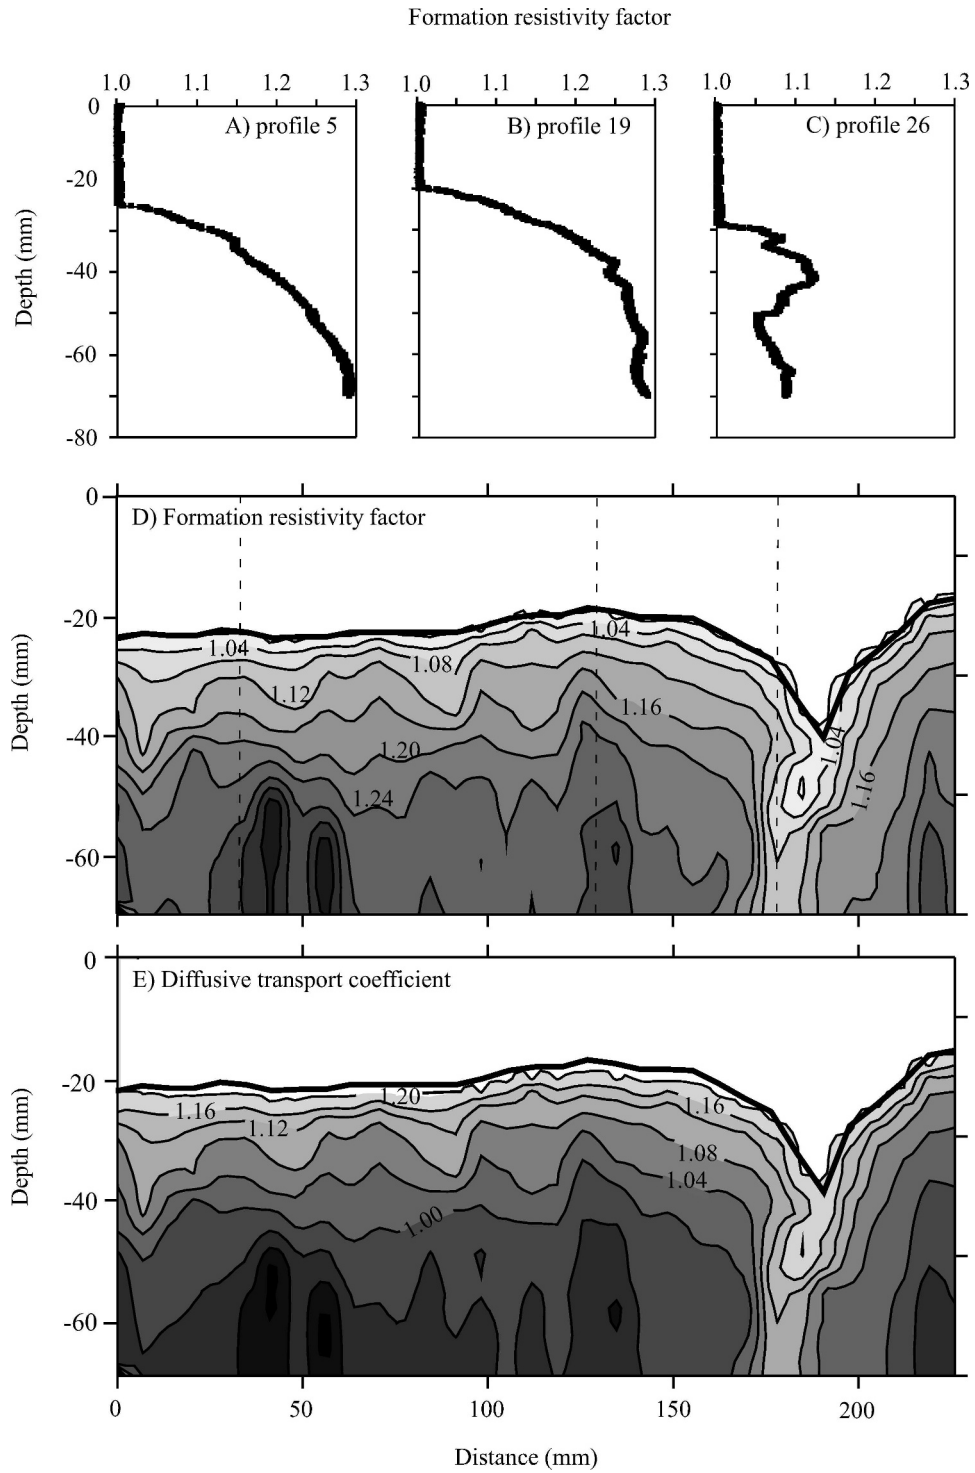 Formation resistivity factor
1.0 1.1 1.2 1.3 1.0 1.1 1.2 1.3 1.0 1.1 1.2 1.3
0
A) profile 5 B) profile 19 C) profile 26
-20
-40
-60
-80
Depth (mm)
0
D) Formation resistivity factor
-20
1.04 1.04
1.08
1.12
1.16
-40
1.04
1.20
1.16
1.24
-60
Depth (mm)
0
E) Diffusive transport coefficient
-20
1.20
1.16 1.16
1.12
1.08
1.04
-40
1.00
-60
Depth (mm)
0 50 100 150 200
Distance (mm)